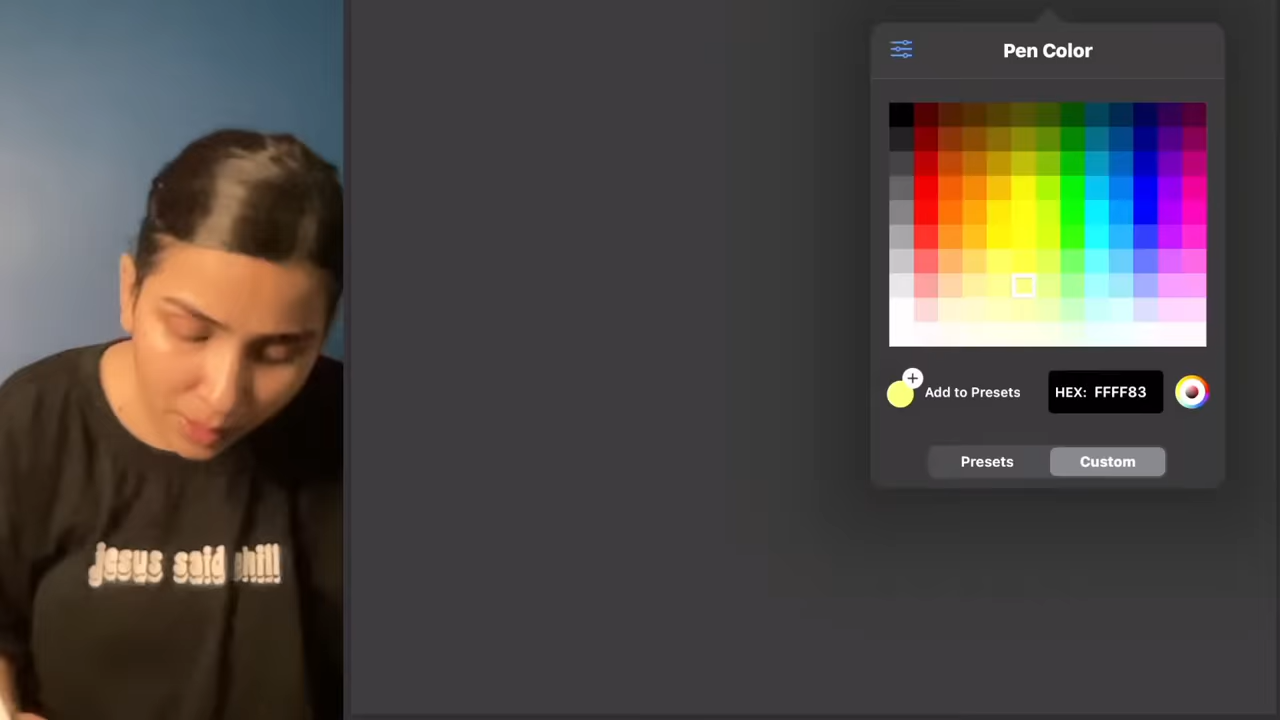 Pen Color
Add to Presets
HEX: FFFF83
Presets
Custom
jesus said chill